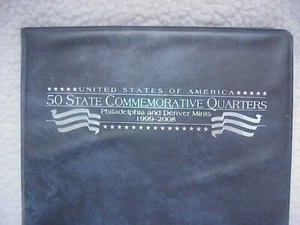 ★★★★★UNITED STATES OF AMERICA★★★★★
50 STATE COMMEMORATIVE QUARTERS
Philadelphia and Denver Mints
1999-2008